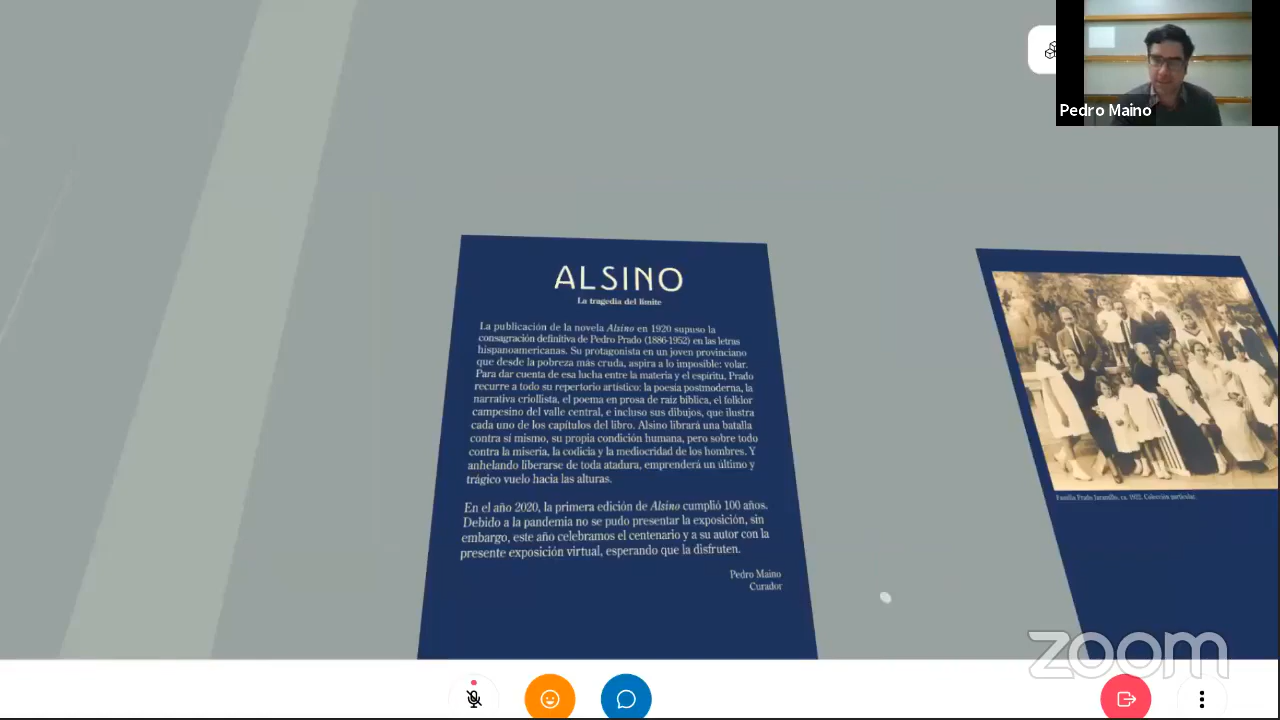 Pedro Maino
ALSINO
La tragedia del límite
La publicación de la novela Alsino en 1920 supuso la
consagración definitiva de Pedro Prado (1886-1952) en las letras
hispanoamericanas. Su protagonista en un joven provinciano
que desde la pobreza más cruda, aspira a lo imposible: volar.
Para dar cuenta de esa lucha entre la materia y el espíritu, Prado
recurre a todo su repertorio artístico: la poesía postmoderna, la
narrativa criollista, el poema en prosa de raíz bíblica, el folklor
campesino del valle central, e incluso sus dibujos, que ilustra
cada uno de los capítulos del libro. Alsino librará una batalla
contra sí mismo, su propia condición humana, pero sobre todo
contra la miseria, la codicia y la mediocridad de los hombres. Y
anhelando liberarse de toda atadura, emprenderá un último y
trágico vuelo hacia las alturas.
En el año 2020, la primera edición de Alsino cumplió 100 años.
Debido a la pandemia no se pudo presentar la exposición, sin
embargo, este año celebramos el centenario y a su autor con la
presente exposición virtual, esperando que la disfruten.
Pedro Maino
Curador
Familia Prado Jaramillo, ca. 1922. Colección particular.
zoom